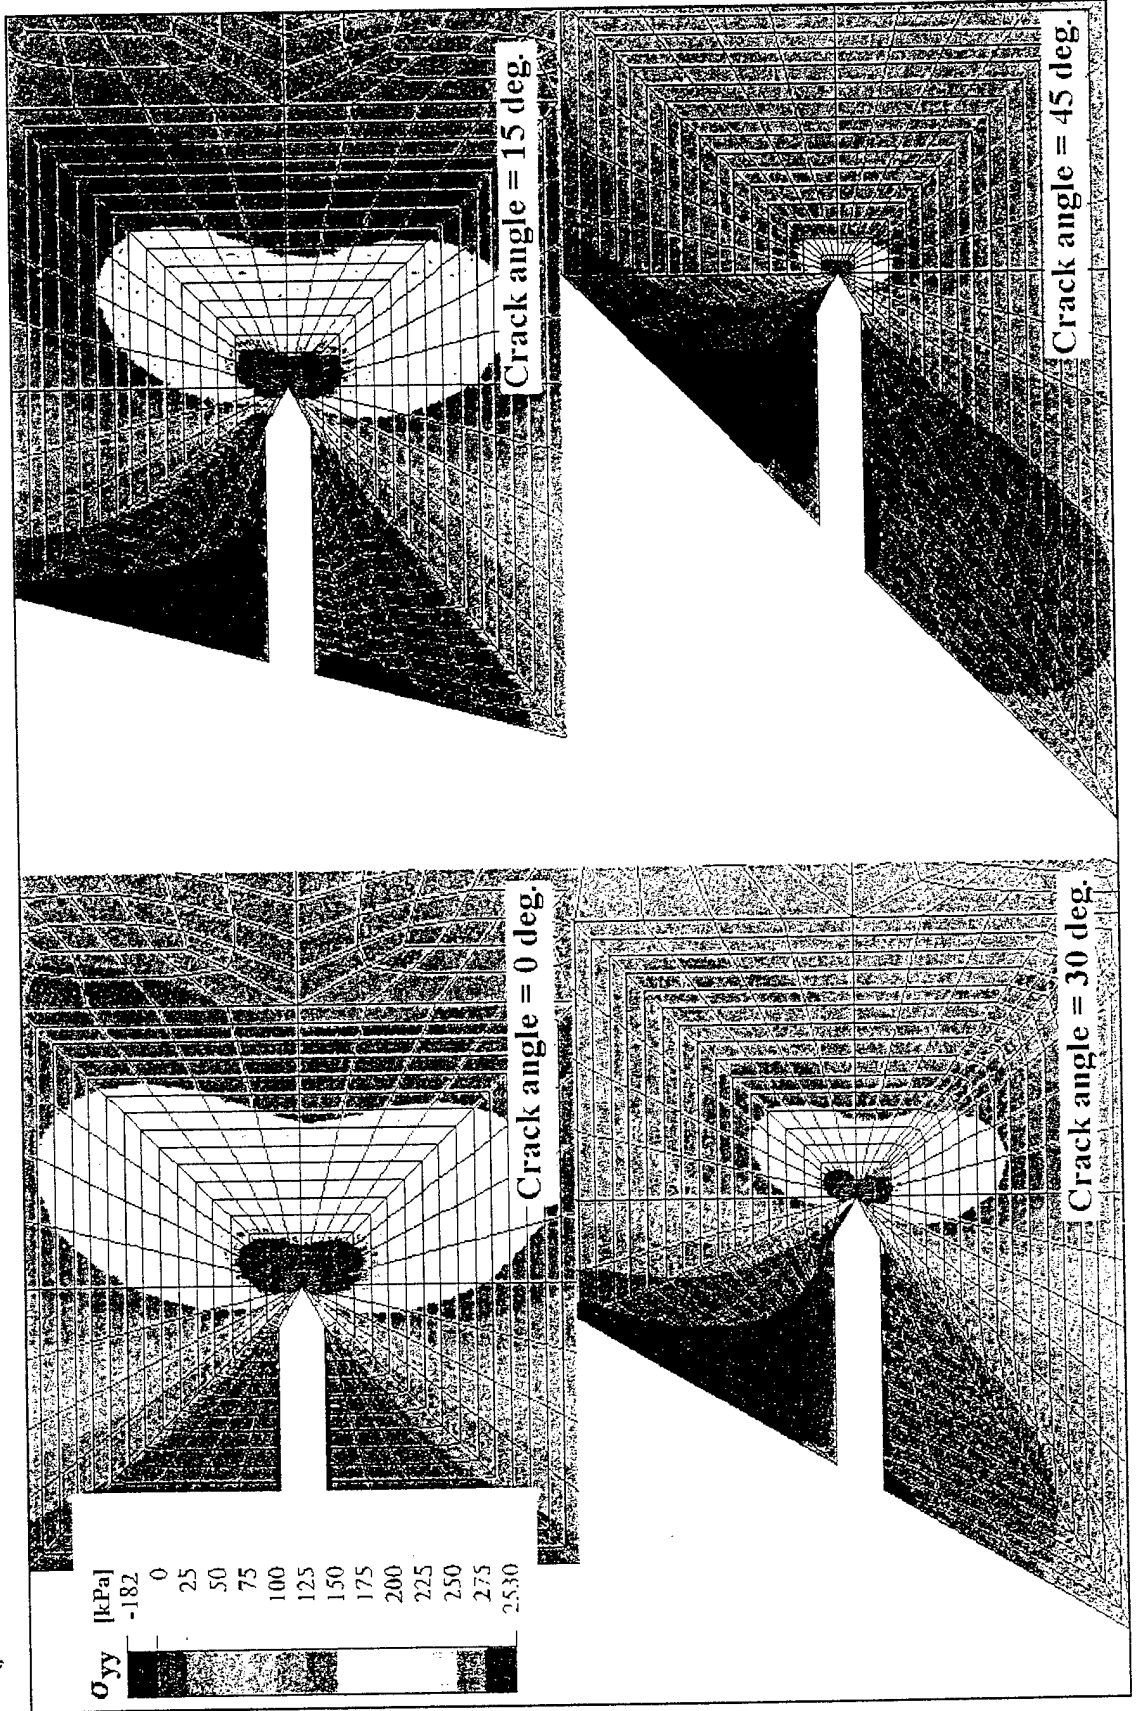 Crack angle = 15 deg.
Crack angle = 45 deg.
Crack angle = 0 deg.
Crack angle = 30 deg.
σyy [kPa]
-182
0
25
50
75
100
125
150
175
200
225
250
275
2530